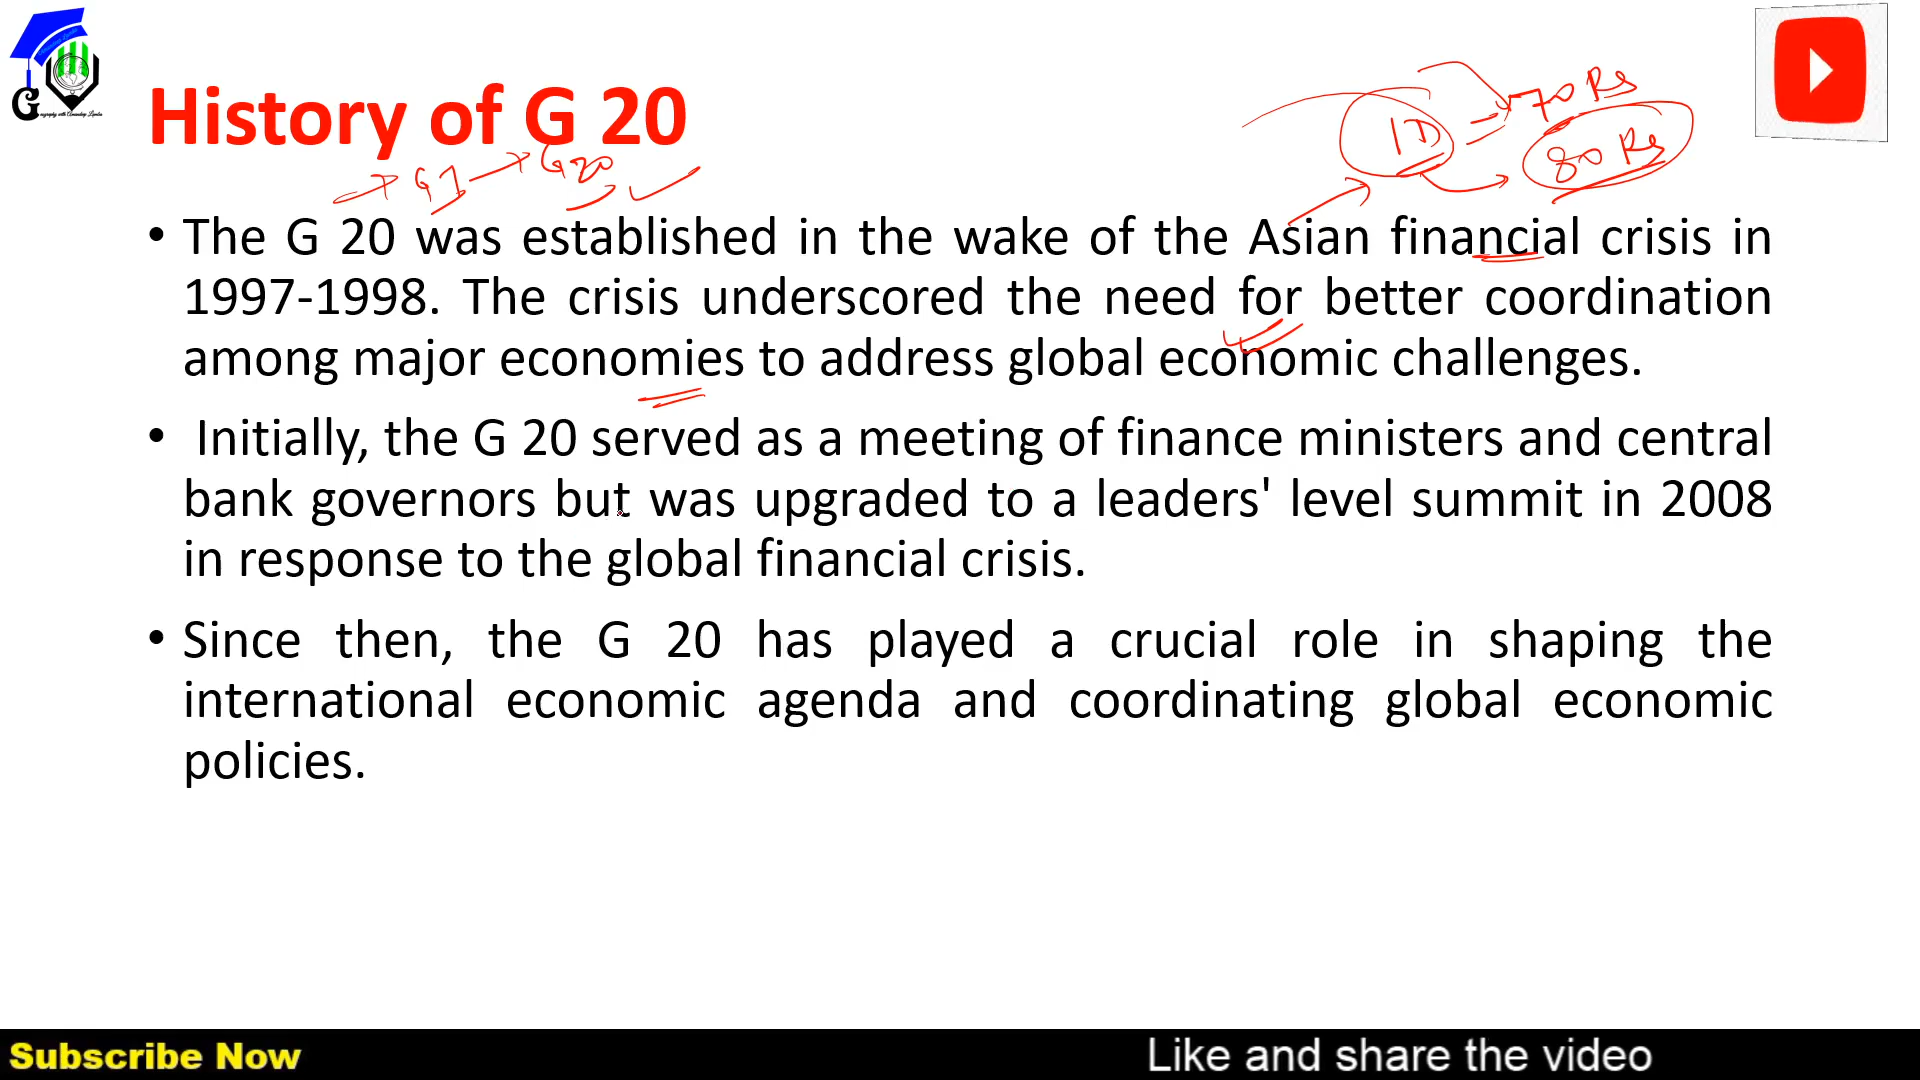 History of G 20
→ G7 → G20
1D = 70 Rs
80 Rs
• The G 20 was established in the wake of the Asian financial crisis in
1997-1998. The crisis underscored the need for better coordination
among major economies to address global economic challenges.
• Initially, the G 20 served as a meeting of finance ministers and central
bank governors but was upgraded to a leaders' level summit in 2008
in response to the global financial crisis.
• Since then, the G 20 has played a crucial role in shaping the
international economic agenda and coordinating global economic
policies.
Subscribe Now
Like and share the video